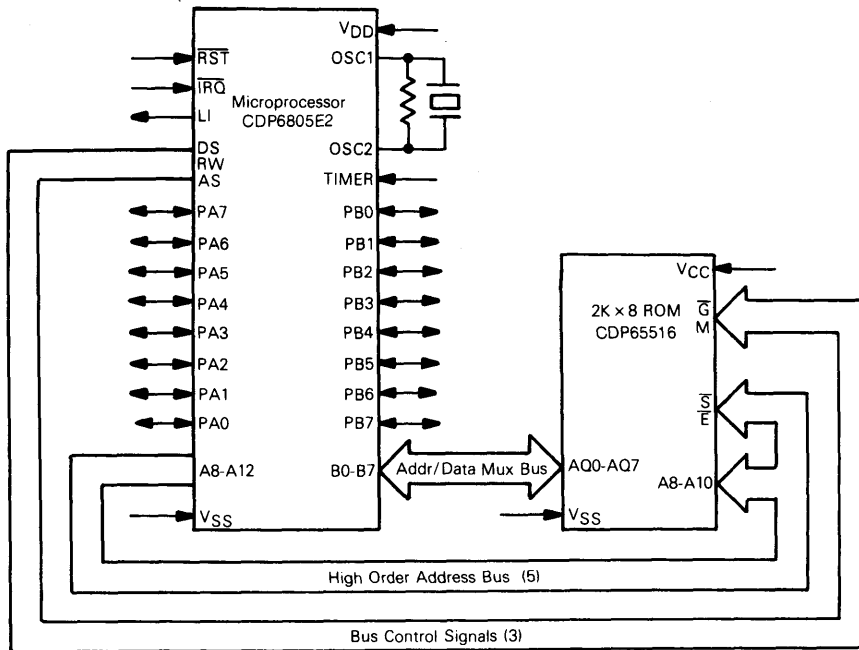 VDD
RST
OSC1
IRQ
LI
Microprocessor
CDP6805E2
DS
RW
AS
OSC2
TIMER
PA7
PB0
PA6
PB1
PA5
PB2
PA4
PB3
PA3
PB4
PA2
PB5
PA1
PB6
PA0
PB7
A8-A12
B0-B7
VSS
Addr/Data Mux Bus
VCC
2K × 8 ROM
CDP65516
G
M
S
E
AQ0-AQ7
A8-A10
VSS
High Order Address Bus (5)
Bus Control Signals (3)